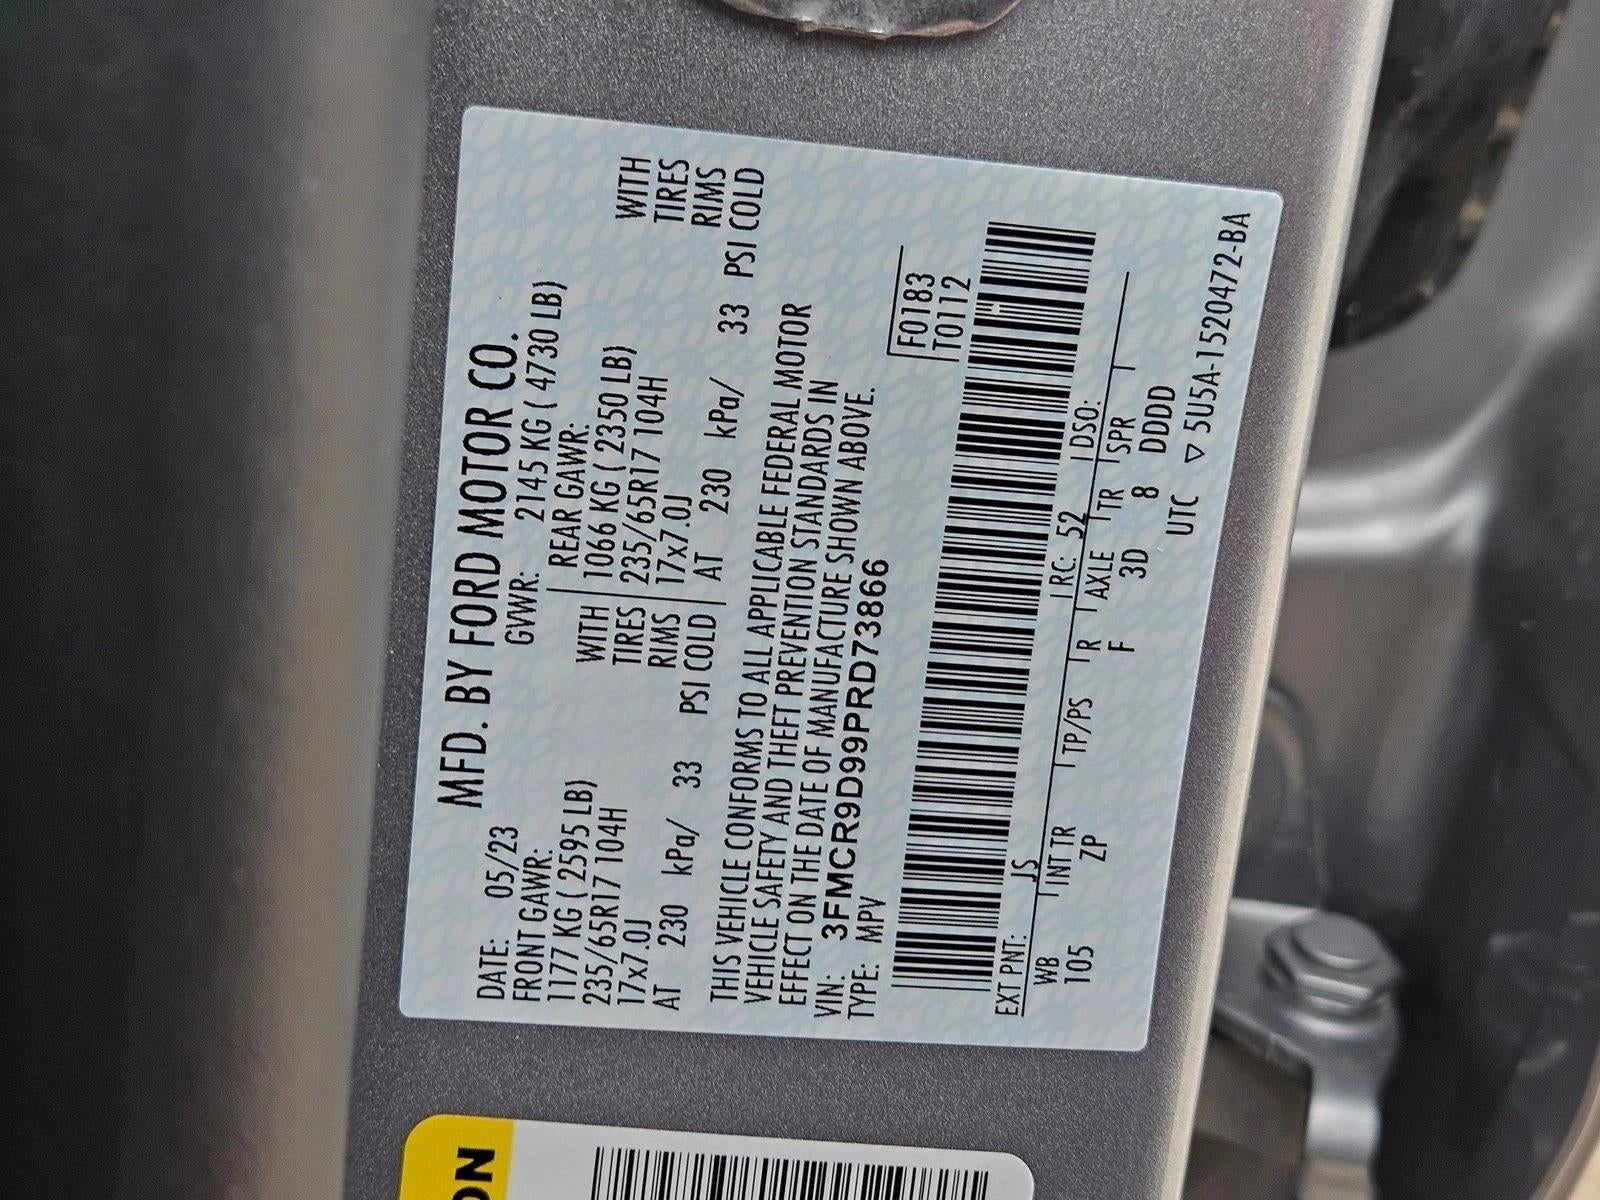 MFD. BY FORD MOTOR CO.
DATE: 05/23 GVWR: 2145 KG ( 4730 LB)
FRONT GAWR: REAR GAWR:
1177 KG ( 2595 LB) WITH 1066 KG ( 2350 LB) WITH
235/65R17 104H TIRES 235/65R17 104H TIRES
17x7.0J RIMS 17x7.0J RIMS
AT 230 kPa/ 33 PSI COLD AT 230 kPa/ 33 PSI COLD
THIS VEHICLE CONFORMS TO ALL APPLICABLE FEDERAL MOTOR
VEHICLE SAFETY AND THEFT PREVENTION STANDARDS IN
EFFECT ON THE DATE OF MANUFACTURE SHOWN ABOVE.
VIN: 3FMCR9D99PRD73866
TYPE: MPV
F0183
T0112
EXT PNT: JS RC: 52 DSO:
WB INT TR TP/PS R AXLE TR SPR
105 ZP F 3D 8 DDDD
UTC ▽ 5U5A-1520472-BA
ON